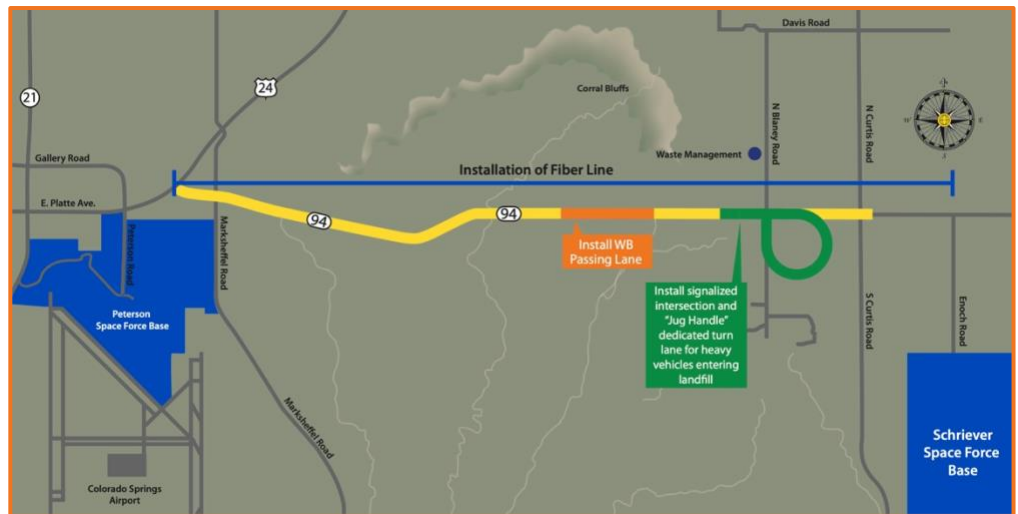 Davis Road
21
24
Corral Bluffs
N Blaney Road
N Curtis Road
Gallery Road
Waste Management
Installation of Fiber Line
E. Platte Ave.
94
94
Peterson Road
Marksheffel Road
Install WB
Passing Lane
Install signalized
intersection and
"Jug Handle"
dedicated turn
lane for heavy
vehicles entering
landfill
S Curtis Road
Enoch Road
Peterson
Space Force Base
Marksheffel Road
Schriever
Space Force
Base
Colorado Springs
Airport
E